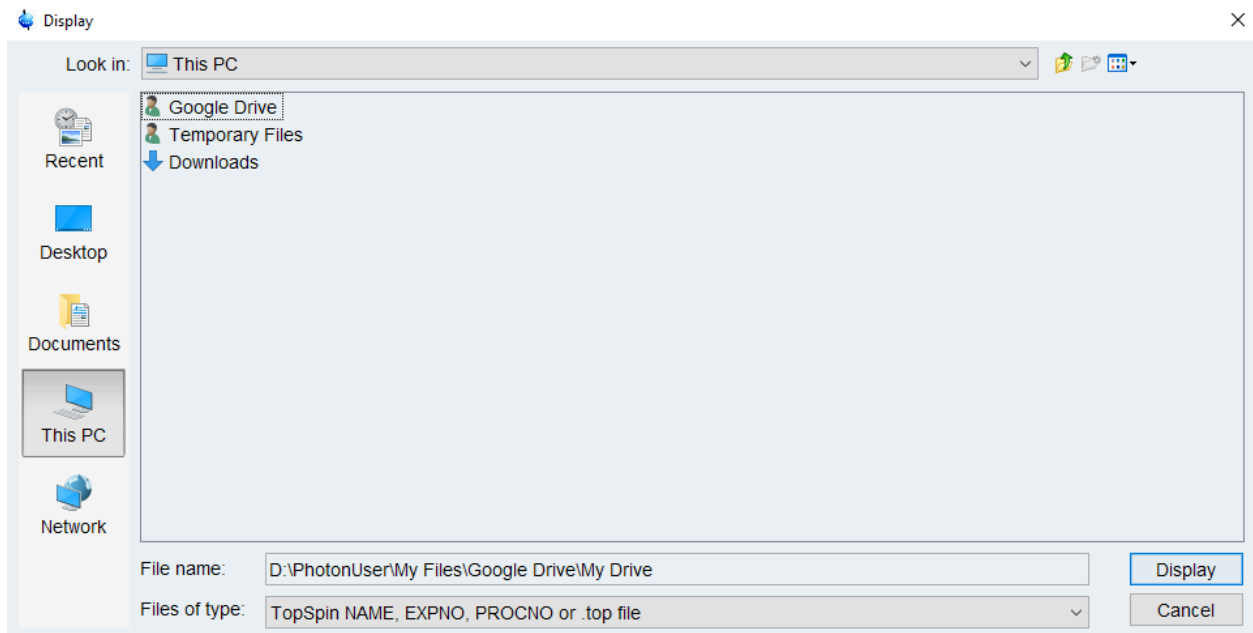 Display
Look in: This PC
Google Drive
Temporary Files
Downloads
Recent
Desktop
Documents
This PC
Network
File name: D:\PhotonUser\My Files\Google Drive\My Drive
Display
Files of type: TopSpin NAME, EXPNO, PROCNO or .top file
Cancel